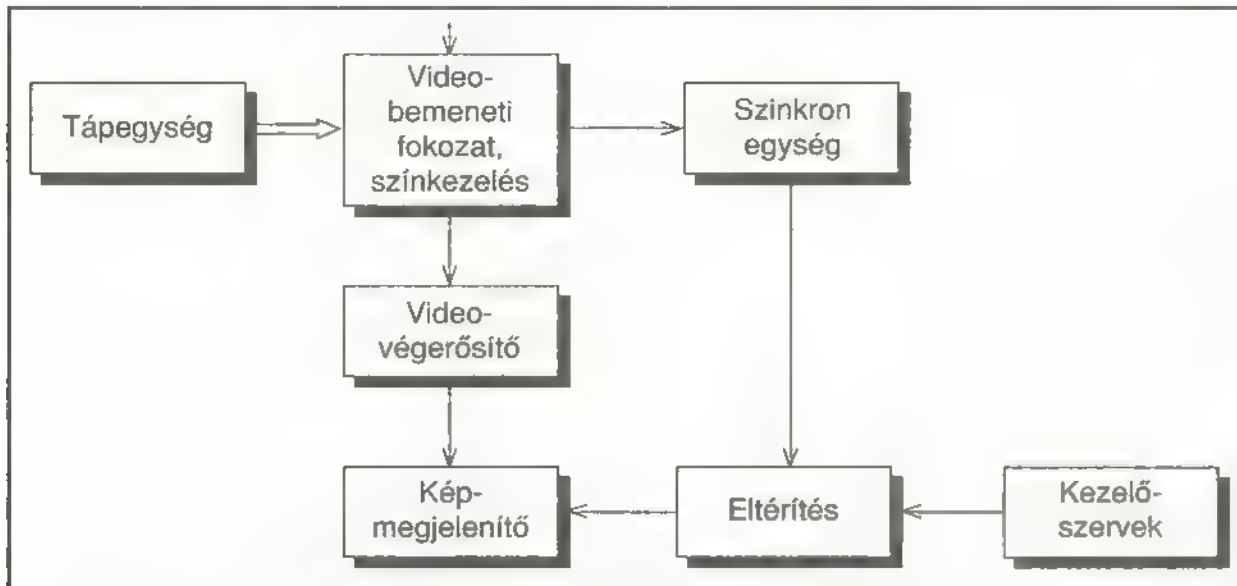 Tápegység
Video-
bemeneti
fokozat,
színkezelés
Szinkron
egység
Video-
végerősítő
Kép-
megjelenítő
Eltérítés
Kezelő-
szervek